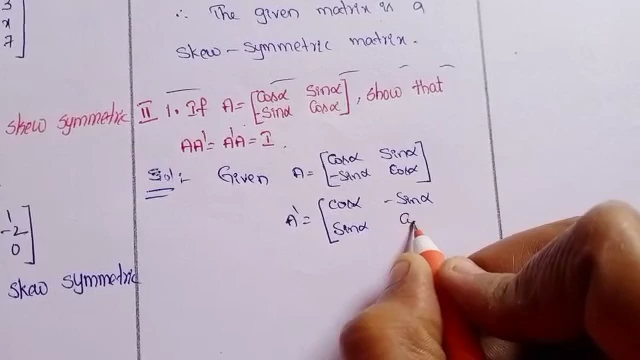 3
x
7
∴ The given matrix is a
skew-symmetric matrix.
skew symmetric
II 1. If A = [Cosα Sinα
-Sinα Cosα], show that
AA' = A'A = I.
Sol:- Given A = [Cosα Sinα
-Sinα Cosα]
A' = [Cosα -Sinα
Sinα C
1
-2
0
skew symmetric